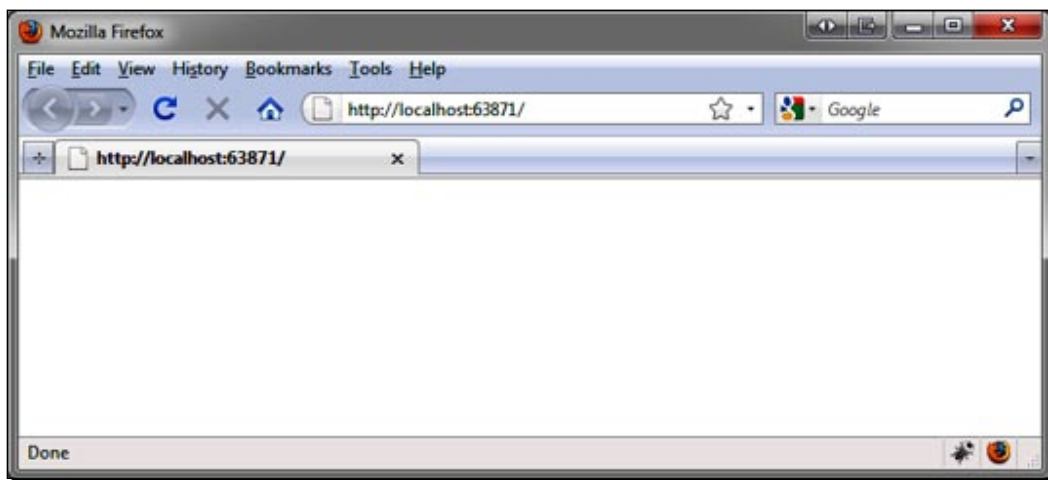 Mozilla Firefox
File Edit View History Bookmarks Tools Help
http://localhost:63871/ Google
http://localhost:63871/
Done